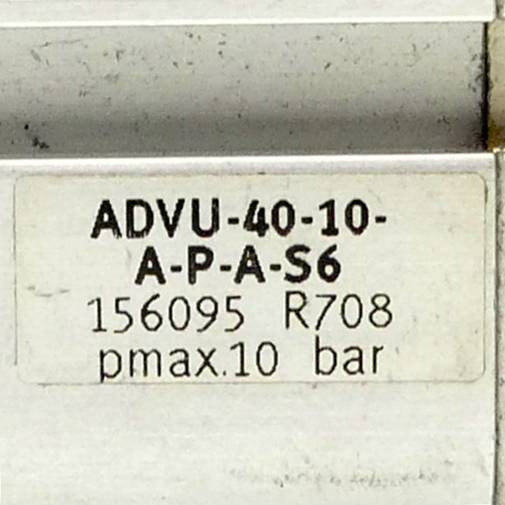 ADVU-40-10-
A-P-A-S6
156095 R708
pmax.10 bar